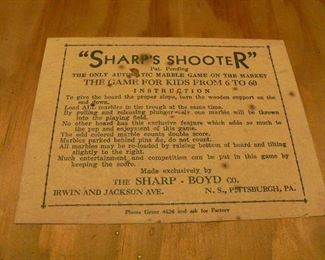 "SHARP'S SHOOTER"
Pat. Pending
THE ONLY AUTOMATIC MARBLE GAME ON THE MARKET
THE GAME FOR KIDS FROM 6 TO 60
INSTRUCTION
To give the board the proper slope, turn the wooden support on the
end down.
Load ALL marbles in the trough at the same time.
By pulling and releasing plunger only one marble will be thrown
into the playing field.
No other board has this exclusive feature which adds so much to
the pep and enjoyment of this game.
The odd colored marble counts double score.
Marbles parked behind pins &c, do not count.
All marbles may be re-loaded by raising bottom of board and tilting
slightly to the right.
Much entertainment and competition can be put in this game by
keeping the score.
Made exclusively by
THE SHARP - BOYD CO.
IRWIN AND JACKSON AVE. N. S., PITTSBURGH, PA.
Phone Grant 4626 and ask for Factory